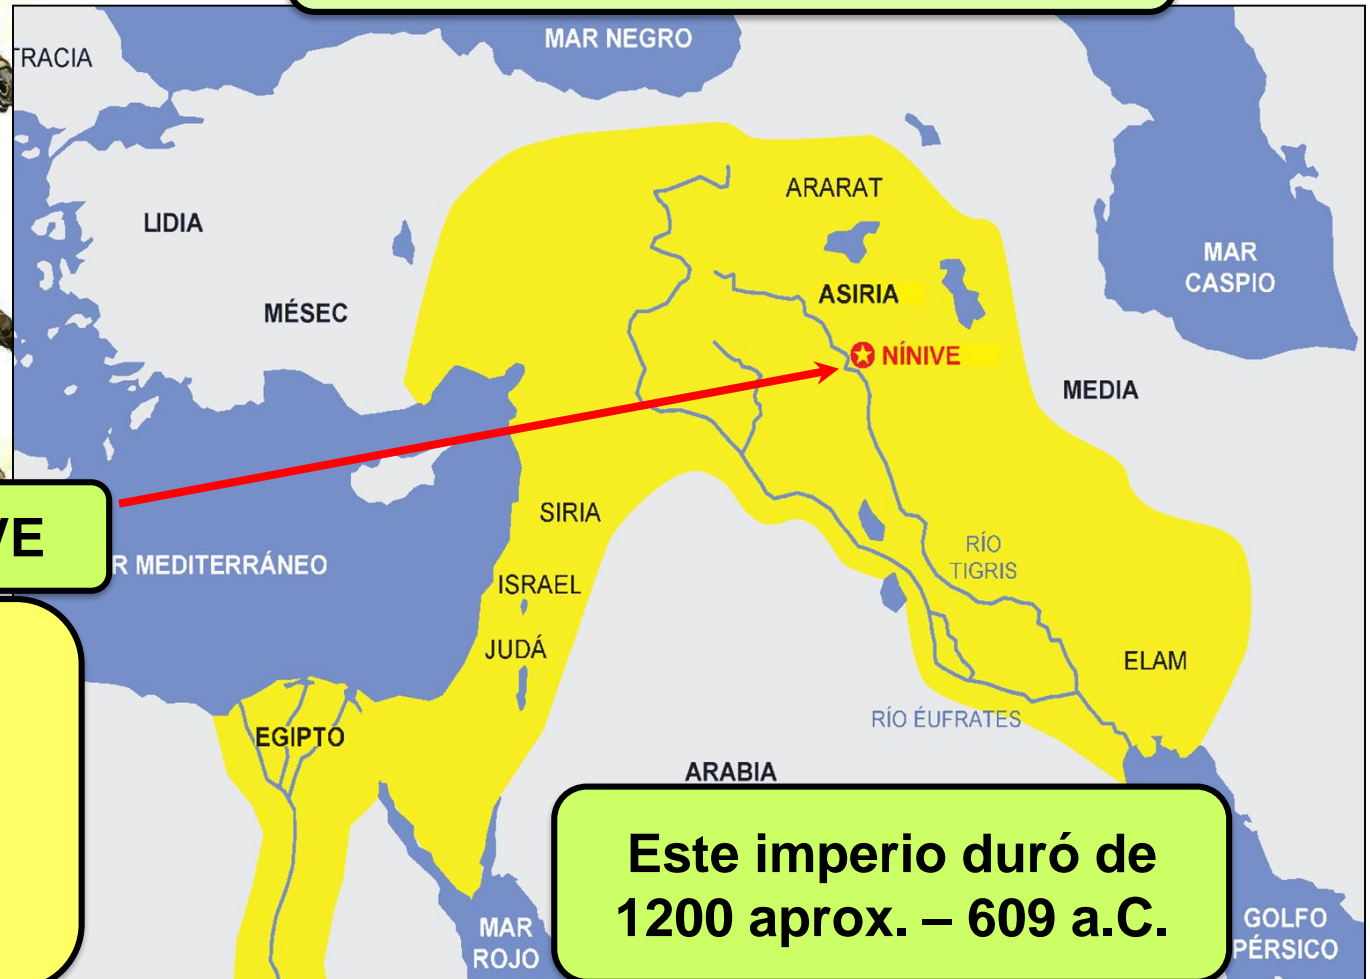 MAR NEGRO
TRACIA
ARARAT
LIDIA
MAR
CASPIO
ASIRIA
MÉSEC
NÍNIVE
MEDIA
SIRIA
VE
R MEDITERRÁNEO
RÍO
TIGRIS
ISRAEL
JUDÁ
ELAM
RÍO ÉUFRATES
EGIPTO
ARABIA
Este imperio duró de
1200 aprox. – 609 a.C.
MAR
ROJO
GOLFO
PÉRSICO